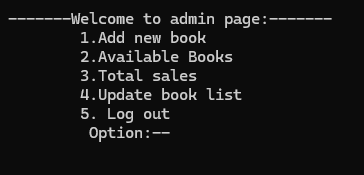 -------Welcome to admin page:-------
1.Add new book
2.Available Books
3.Total sales
4.Update book list
5. Log out
Option:--